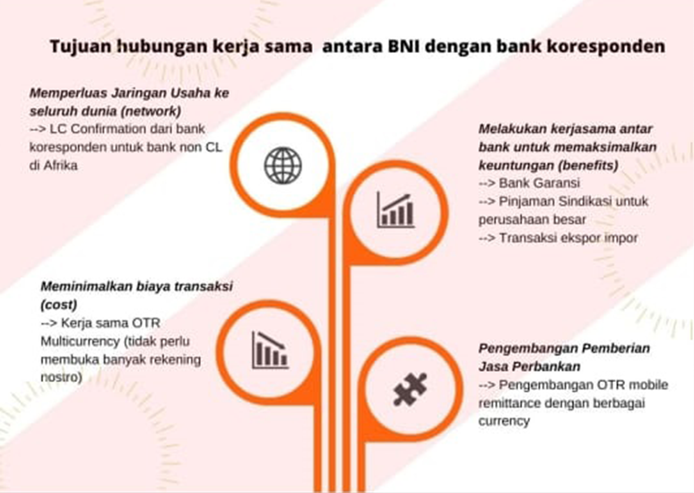 Tujuan hubungan kerja sama antara BNI dengan bank koresponden
Memperluas Jaringan Usaha ke
seluruh dunia (network)
--> LC Confirmation dari bank
koresponden untuk bank non CL
di Afrika
Melakukan kerjasama antar
bank untuk memaksimalkan
keuntungan (benefits)
--> Bank Garansi
--> Pinjaman Sindikasi untuk
perusahaan besar
--> Transaksi ekspor impor
Meminimalkan biaya transaksi
(cost)
--> Kerja sama OTR
Multicurrency (tidak perlu
membuka banyak rekening
nostro)
Pengembangan Pemberian
Jasa Perbankan
--> Pengembangan OTR mobile
remittance dengan berbagai
currency